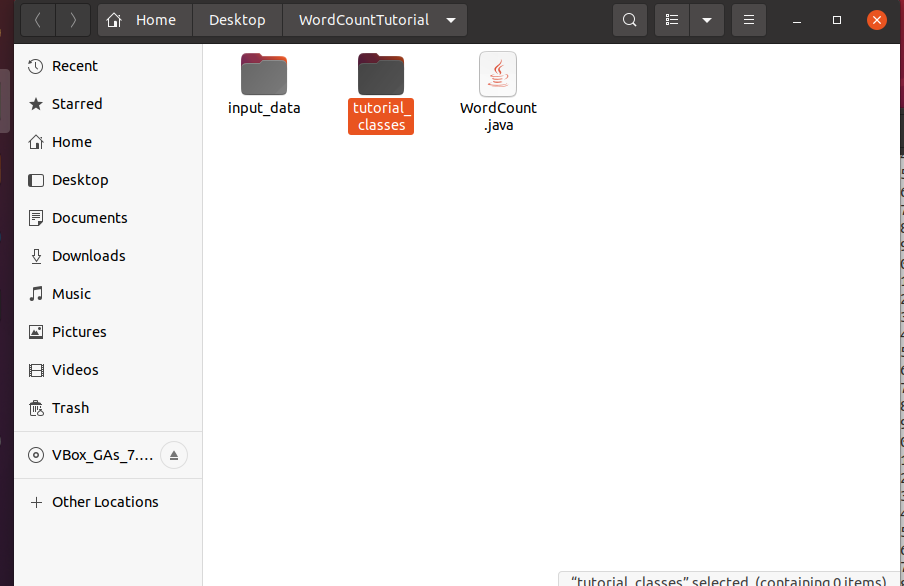 Home
Desktop
WordCountTutorial
Recent
Starred
Home
Desktop
Documents
Downloads
Music
Pictures
Videos
Trash
VBox_GAs_7....
Other Locations
input_data
tutorial_
classes
WordCount
.java
“tutorial_classes” selected (containing 0 items)